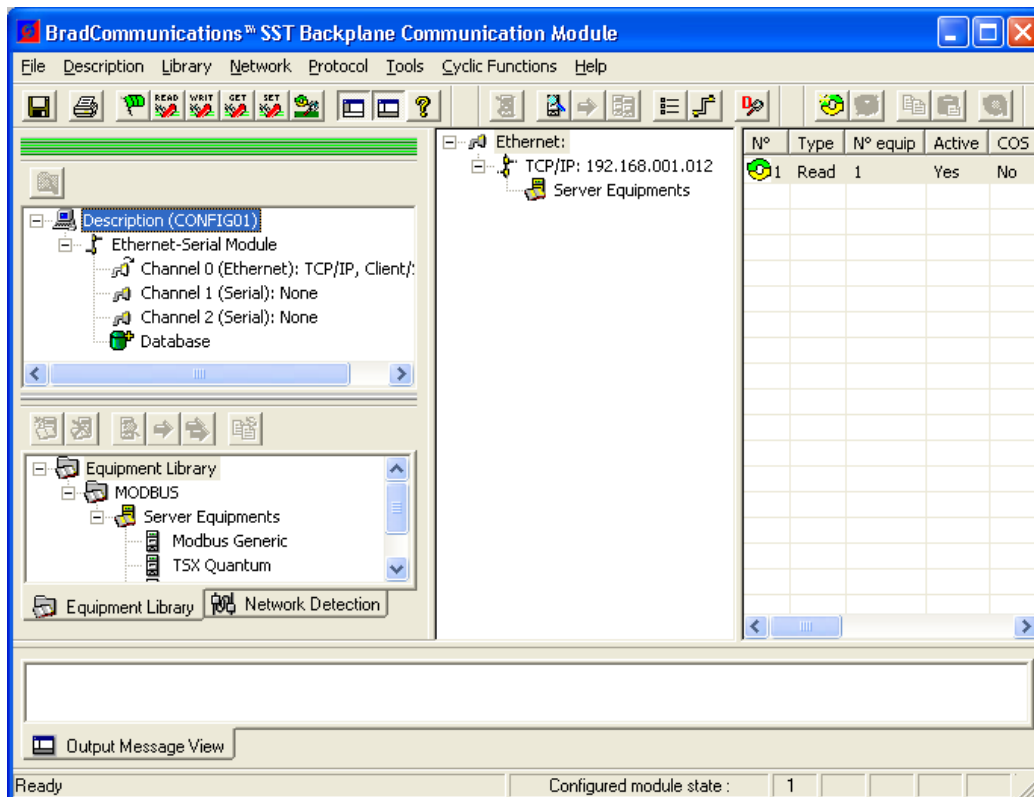 BradCommunications™ SST Backplane Communication Module
File Description Library Network Protocol Tools Cyclic Functions Help
READ WRIT GET SET
Description (CONFIG01)
Ethernet-Serial Module
Channel 0 (Ethernet): TCP/IP, Client/
Channel 1 (Serial): None
Channel 2 (Serial): None
Database
Equipment Library
MODBUS
Server Equipments
Modbus Generic
TSX Quantum
Equipment Library Network Detection
Ethernet:
TCP/IP: 192.168.001.012
Server Equipments
N° Type N° equip Active COS
1 Read 1 Yes No
Output Message View
Ready Configured module state : 1